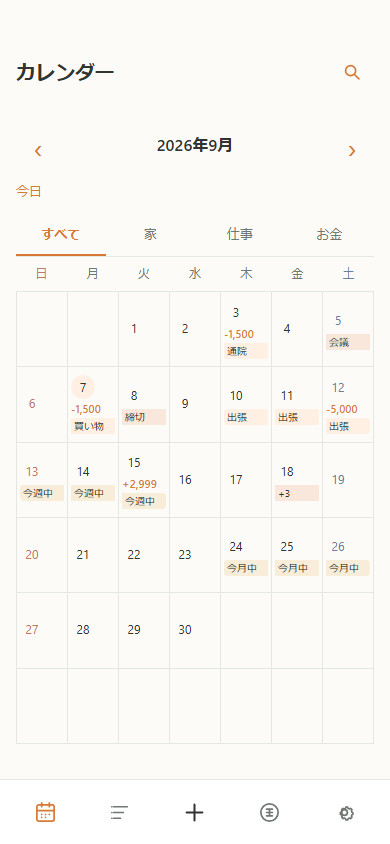 カレンダー
‹ 2026年9月 ›
今日
すべて 家 仕事 お金
日 月 火 水 木 金 土
1 2 3 4 5
-1,500
通院 会議
6 7 8 9 10 11 12
-1,500 -5,000
買い物 締切 出張 出張 出張
13 14 15 16 17 18 19
+2,999
今週中 今週中 今週中 +3
20 21 22 23 24 25 26
今月中 今月中 今月中
27 28 29 30